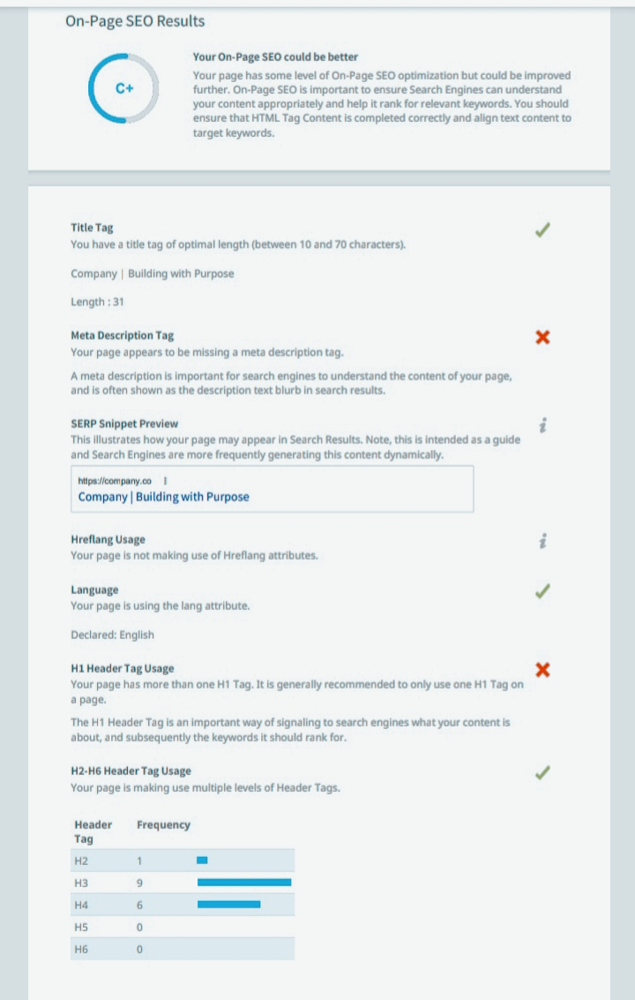 On-Page SEO Results
C+
Your On-Page SEO could be better
Your page has some level of On-Page SEO optimization but could be improved
further. On-Page SEO is important to ensure Search Engines can understand
your content appropriately and help it rank for relevant keywords. You should
ensure that HTML Tag Content is completed correctly and align text content to
target keywords.
Title Tag
You have a title tag of optimal length (between 10 and 70 characters).
Company | Building with Purpose
Length : 31
Meta Description Tag
Your page appears to be missing a meta description tag.
A meta description is important for search engines to understand the content of your page,
and is often shown as the description text blurb in search results.
SERP Snippet Preview
This illustrates how your page may appear in Search Results. Note, this is intended as a guide
and Search Engines are more frequently generating this content dynamically.
https://company.co
Company | Building with Purpose
Hreflang Usage
Your page is not making use of Hreflang attributes.
Language
Your page is using the lang attribute.
Declared: English
H1 Header Tag Usage
Your page has more than one H1 Tag. It is generally recommended to only use one H1 Tag on
a page.
The H1 Header Tag is an important way of signaling to search engines what your content is
about, and subsequently the keywords it should rank for.
H2-H6 Header Tag Usage
Your page is making use multiple levels of Header Tags.
Header Frequency
Tag
H2 1
H3 9
H4 6
H5 0
H6 0